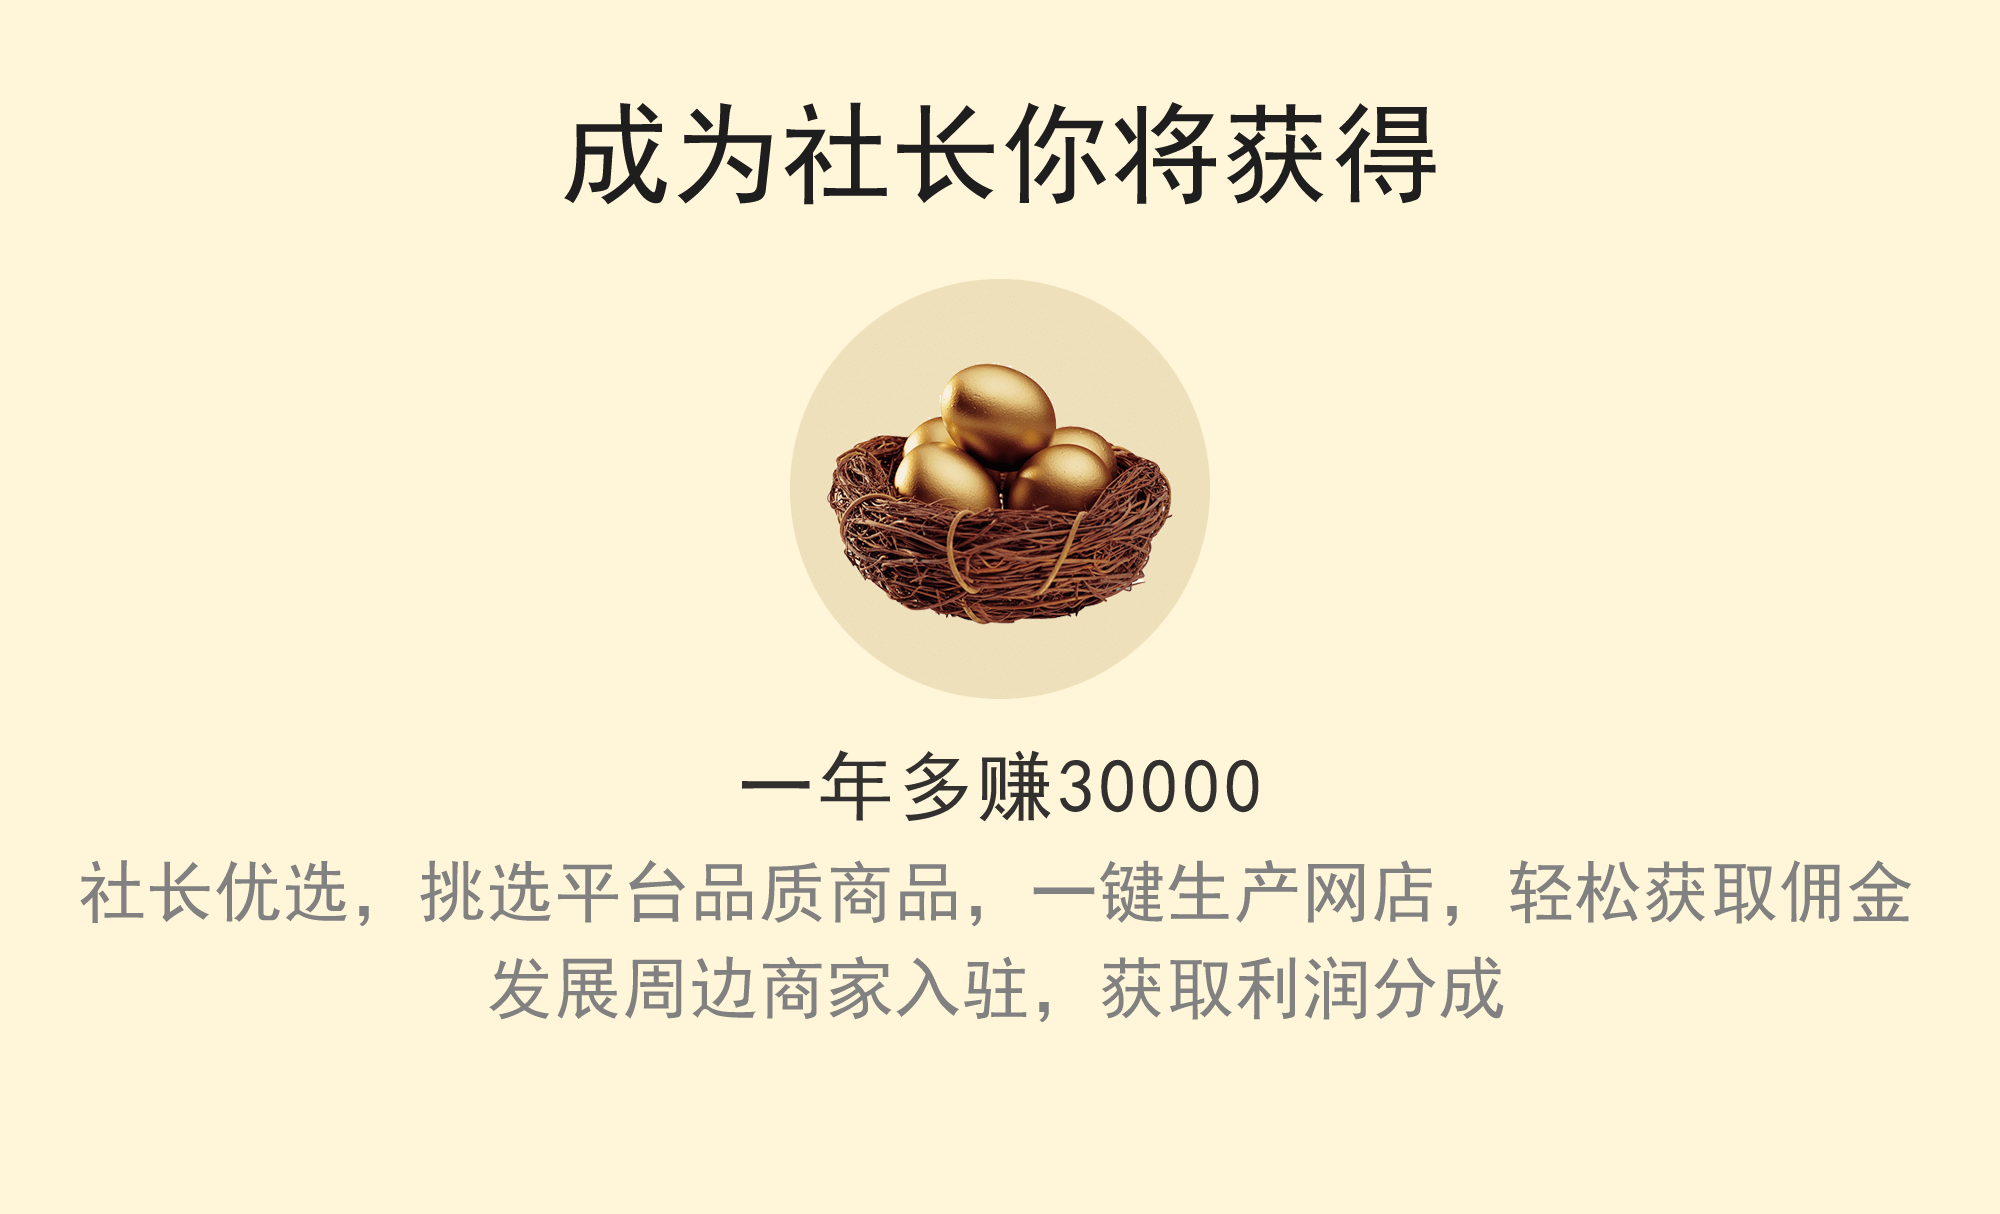 成为社长你将获得
一年多赚30000
社长优选，挑选平台品质商品，一键生产网店，轻松获取佣金
发展周边商家入驻，获取利润分成